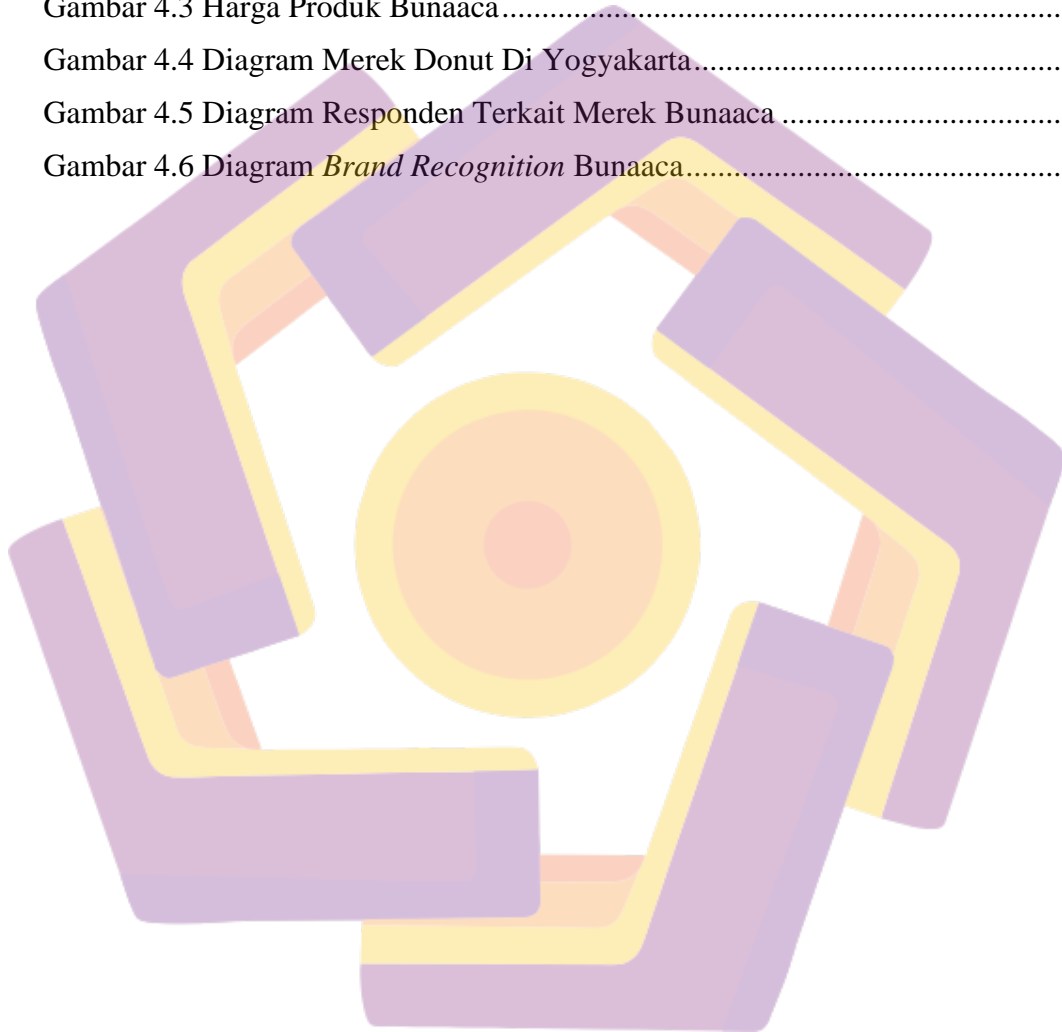 Gambar 4.3 Harga Produk Bunaaca......................................................................
Gambar 4.4 Diagram Merek Donut Di Yogyakarta..............................................
Gambar 4.5 Diagram Responden Terkait Merek Bunaaca ...................................
Gambar 4.6 Diagram Brand Recognition Bunaaca...............................................